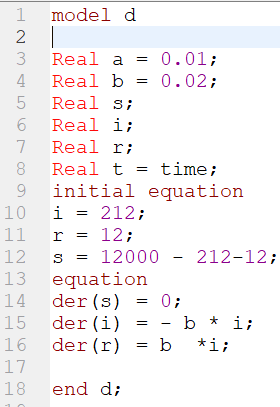 1 model d
2
3 Real a = 0.01;
4 Real b = 0.02;
5 Real s;
6 Real i;
7 Real r;
8 Real t = time;
9 initial equation
10 i = 212;
11 r = 12;
12 s = 12000 - 212-12;
13 equation
14 der(s) = 0;
15 der(i) = - b * i;
16 der(r) = b  *i;
17
18 end d;